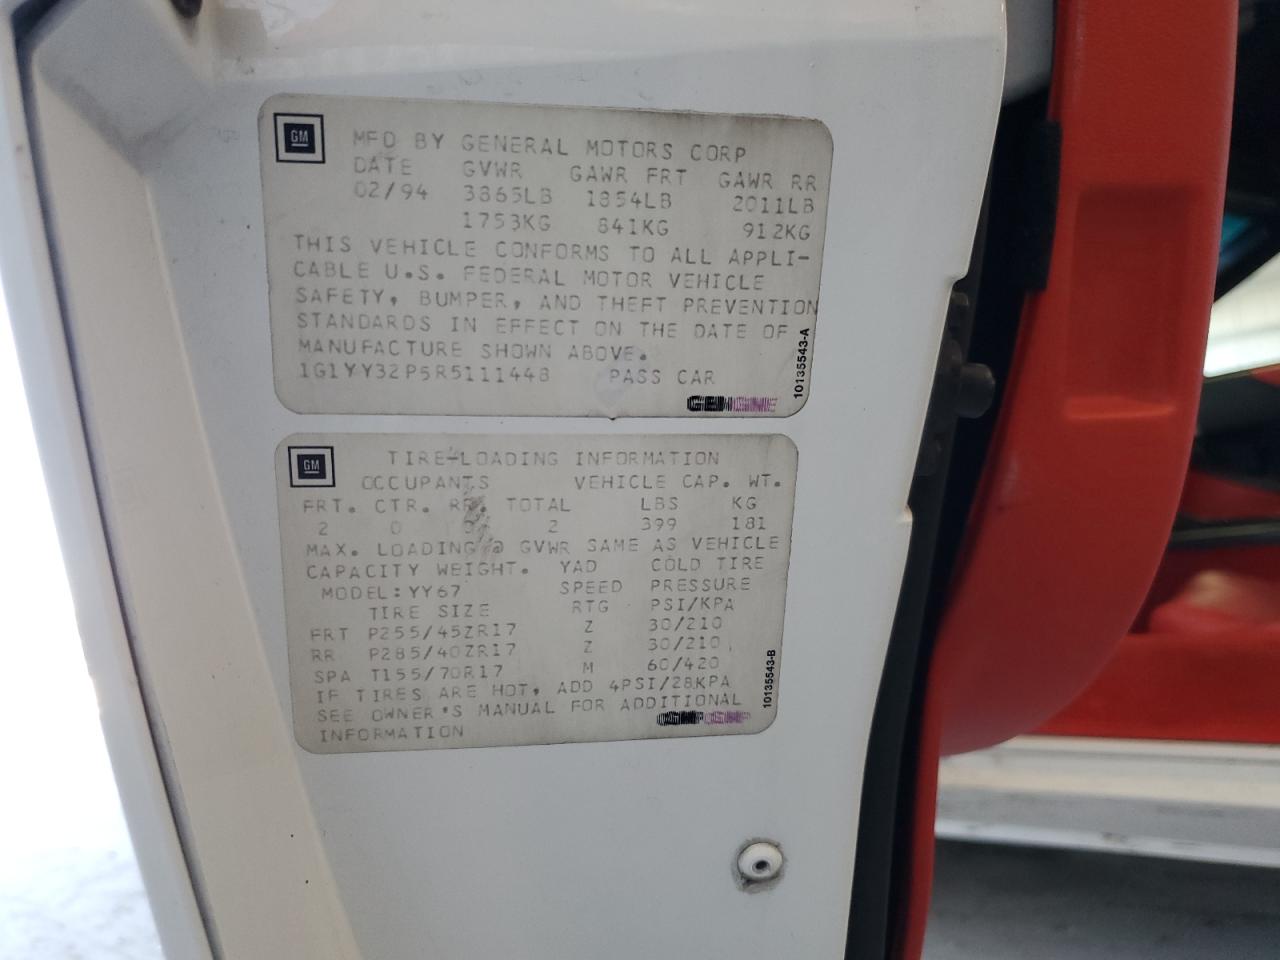 GM
MFD BY GENERAL MOTORS CORP
DATE GVWR GAWR FRT GAWR RR
02/94 3865LB 1854LB 2011LB
1753KG 841KG 912KG
THIS VEHICLE CONFORMS TO ALL APPLI-
CABLE U.S. FEDERAL MOTOR VEHICLE
SAFETY, BUMPER, AND THEFT PREVENTION
STANDARDS IN EFFECT ON THE DATE OF
MANUFACTURE SHOWN ABOVE.
1G1YY32P5R5111448 PASS CAR
10135543-A
GENUINE
GM
TIRE-LOADING INFORMATION
OCCUPANTS VEHICLE CAP. WT.
FRT. CTR. RR. TOTAL LBS KG
2 0 2 399 181
MAX. LOADING @ GVWR SAME AS VEHICLE
CAPACITY WEIGHT. YAD COLD TIRE
MODEL:YY67 SPEED PRESSURE
TIRE SIZE RTG PSI/KPA
FRT P255/45ZR17 Z 30/210
RR P285/40ZR17 Z 30/210
SPA T155/70R17 M 60/420
IF TIRES ARE HOT, ADD 4PSI/28KPA
SEE OWNER'S MANUAL FOR ADDITIONAL
INFORMATION
10135543-B